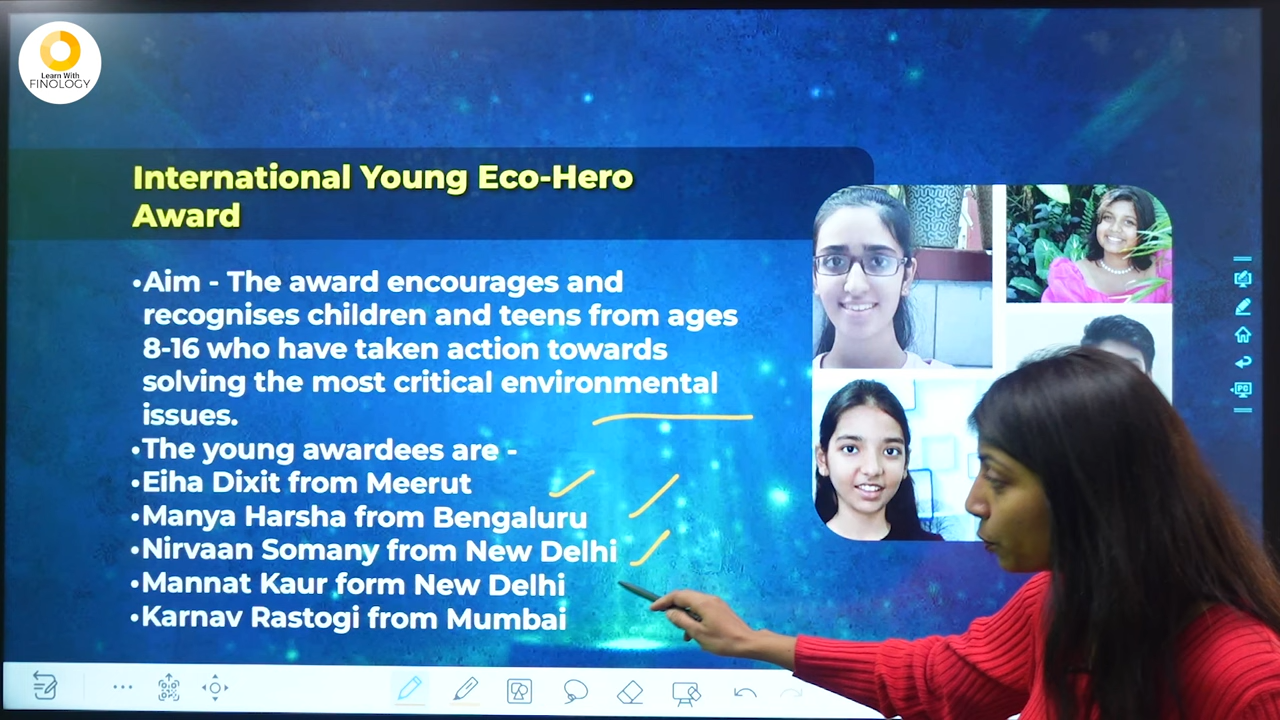 Learn With
FINOLOGY
International Young Eco-Hero
Award
•Aim - The award encourages and
recognises children and teens from ages
8-16 who have taken action towards
solving the most critical environmental
issues.
•The young awardees are -
•Eiha Dixit from Meerut
•Manya Harsha from Bengaluru
•Nirvaan Somany from New Delhi
•Mannat Kaur form New Delhi
•Karnav Rastogi from Mumbai
PC